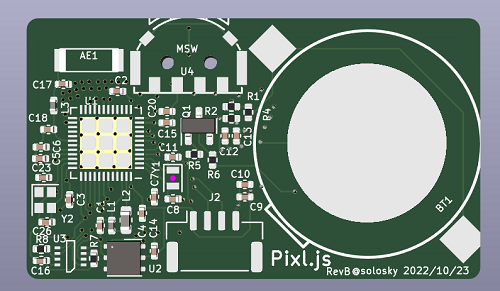 AE1
MSW
U4
C17
C2
L3
L1
C20
Q1
R2
R1
R4
C18
C15
C12
C13
C5
C6
C11
R5
R6
C23
Y1
C7
C10
C3
L2
C8
J2
C9
BT1
Y2
C26
L11
U3
R8
R7
C14
C16
U2
Pixl.js
RevB@solosky 2022/10/23